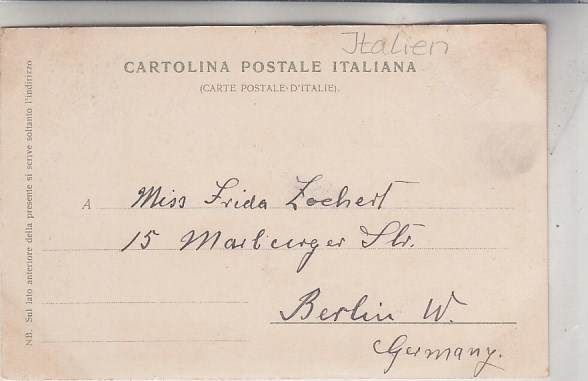 Italien
CARTOLINA POSTALE ITALIANA
(CARTE POSTALE-D'ITALIE).
NB. Sul lato anteriore della presente si scrive soltanto l'indirizzo
A Miss Frida Zochert
15 Marburger Str.
Berlin W.
Germany.